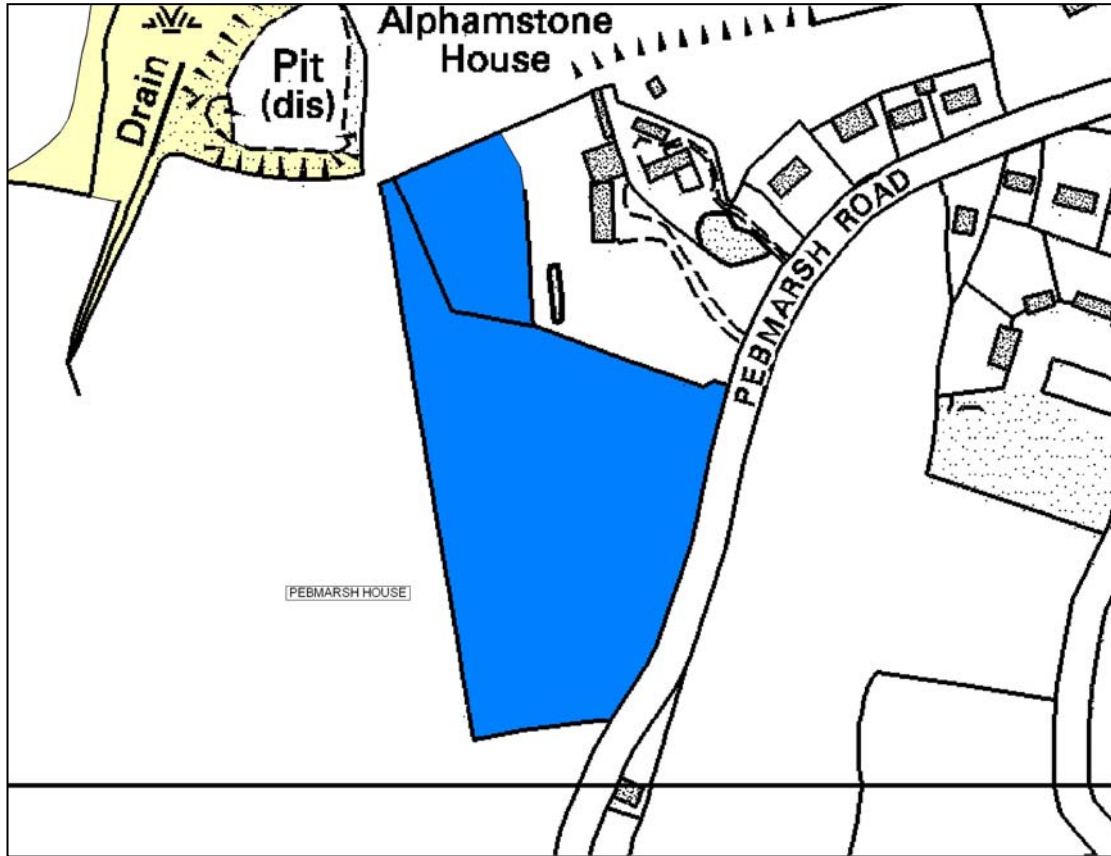 Alphamstone
House
Pit
(dis)
Drain
PEBMARSH ROAD
PEBMARSH HOUSE